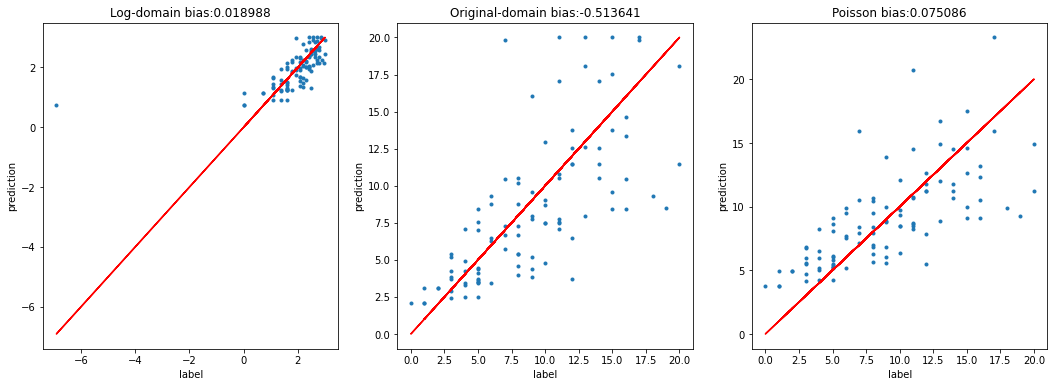 Log-domain bias:0.018988
2
0
−2
−4
−6
prediction
−6 −4 −2 0 2
label
Original-domain bias:-0.513641
20.0
17.5
15.0
12.5
10.0
7.5
5.0
2.5
0.0
prediction
0.0 2.5 5.0 7.5 10.0 12.5 15.0 17.5 20.0
label
Poisson bias:0.075086
20
15
10
5
0
prediction
0.0 2.5 5.0 7.5 10.0 12.5 15.0 17.5 20.0
label